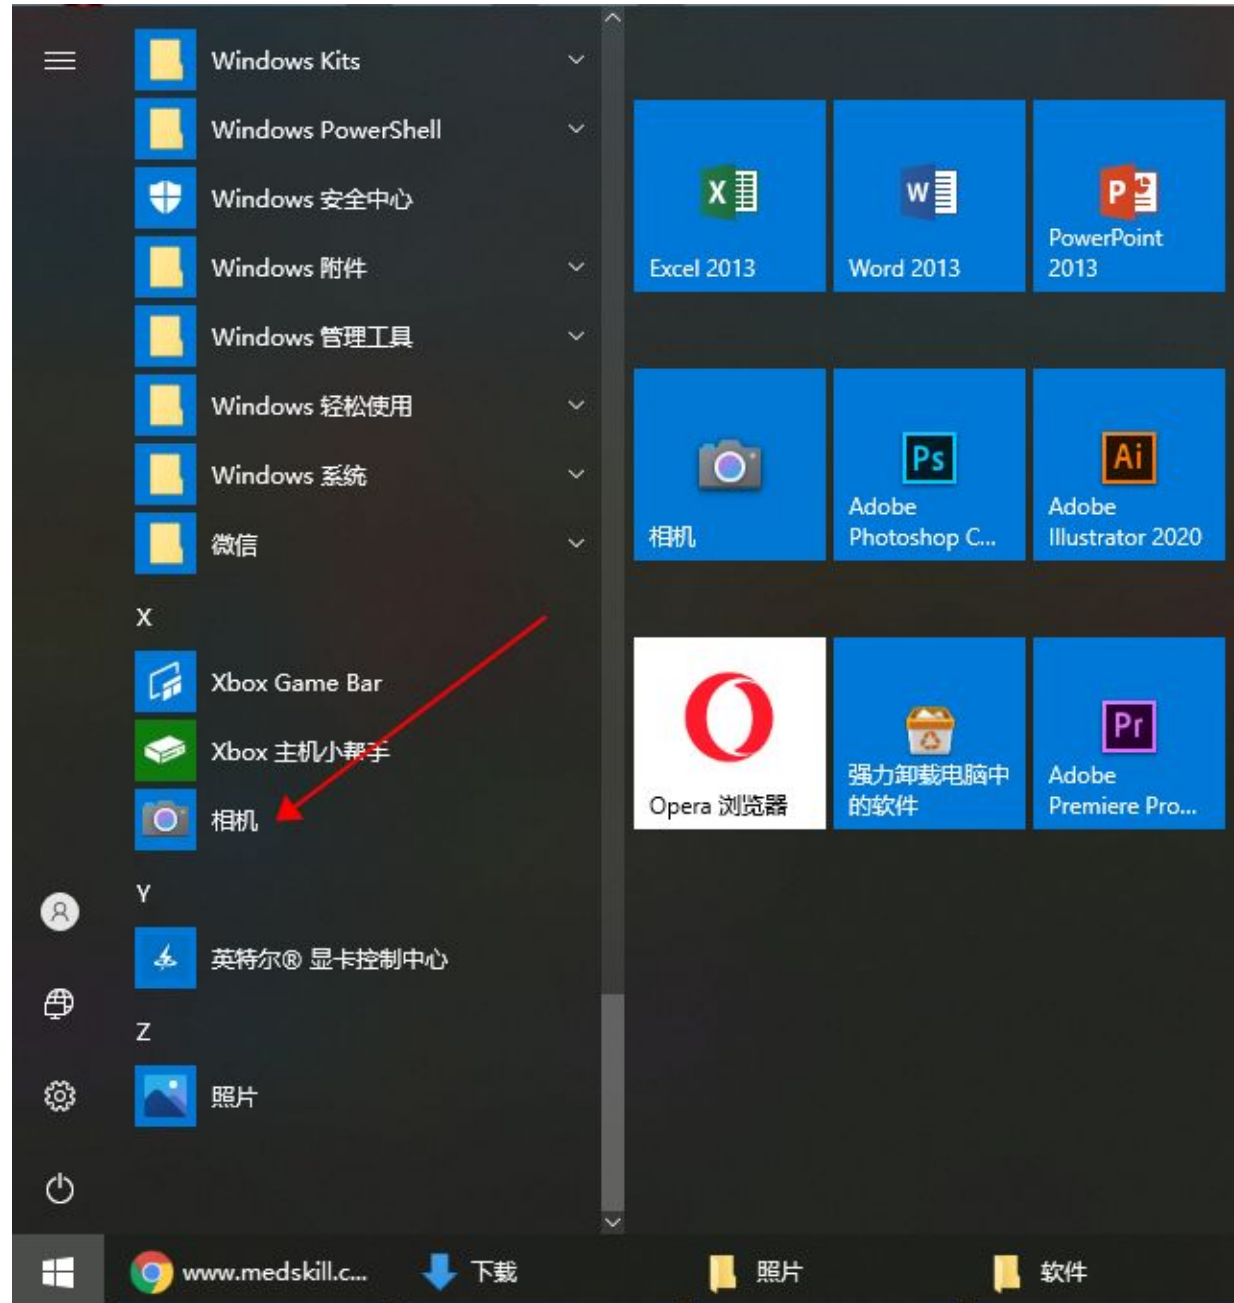 Windows Kits
Windows PowerShell
Windows 安全中心
Windows 附件
Windows 管理工具
Windows 轻松使用
Windows 系统
微信
X
Xbox Game Bar
Xbox 主机小帮手
相机
Y
英特尔® 显卡控制中心
Z
照片
Excel 2013
Word 2013
PowerPoint
2013
相机
Ps
Adobe
Photoshop C...
Ai
Adobe
Illustrator 2020
Opera 浏览器
强力卸载电脑中
的软件
Pr
Adobe
Premiere Pro...
www.medskill.c...
下载
照片
软件